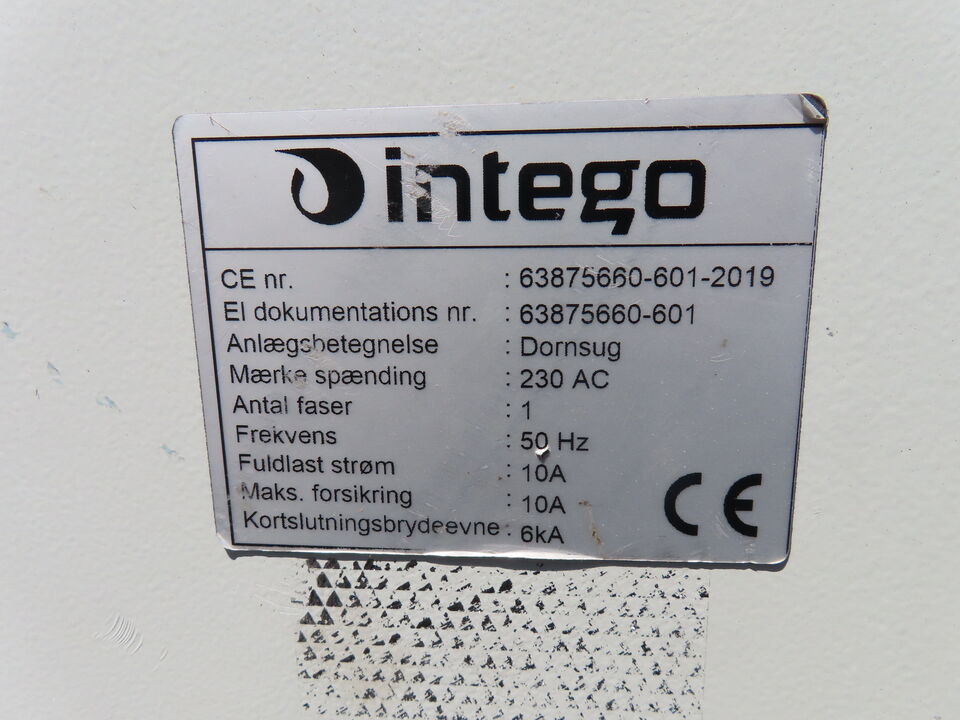 intego
CE nr. : 63875660-601-2019
El dokumentations nr. : 63875660-601
Anlægsbetegnelse : Dornsug
Mærke spænding : 230 AC
Antal faser : 1
Frekvens : 50 Hz
Fuldlast strøm : 10A
Maks. forsikring : 10A
Kortslutningsbrydeevne : 6kA
CE